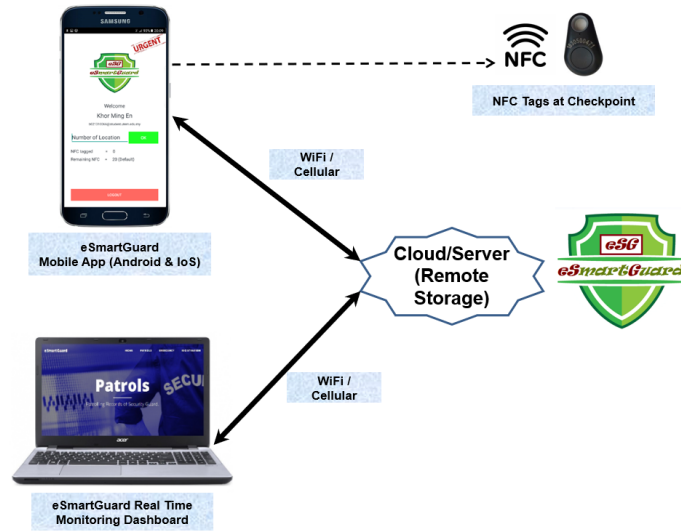 SAMSUNG
URGENT
eSG
eSmartGuard
Welcome
Khor Ming En
Number of Location
NFC tagged = 0
Remaining NFC = 20 (Default)
NFC
NFC Tags at Checkpoint
WiFi /
Cellular
eSmartGuard
Mobile App (Android & IoS)
Cloud/Server
(Remote
Storage)
eSG
eSmartGuard
WiFi /
Cellular
eSmartGuard
Patrols
SECU
acer
eSmartGuard Real Time
Monitoring Dashboard